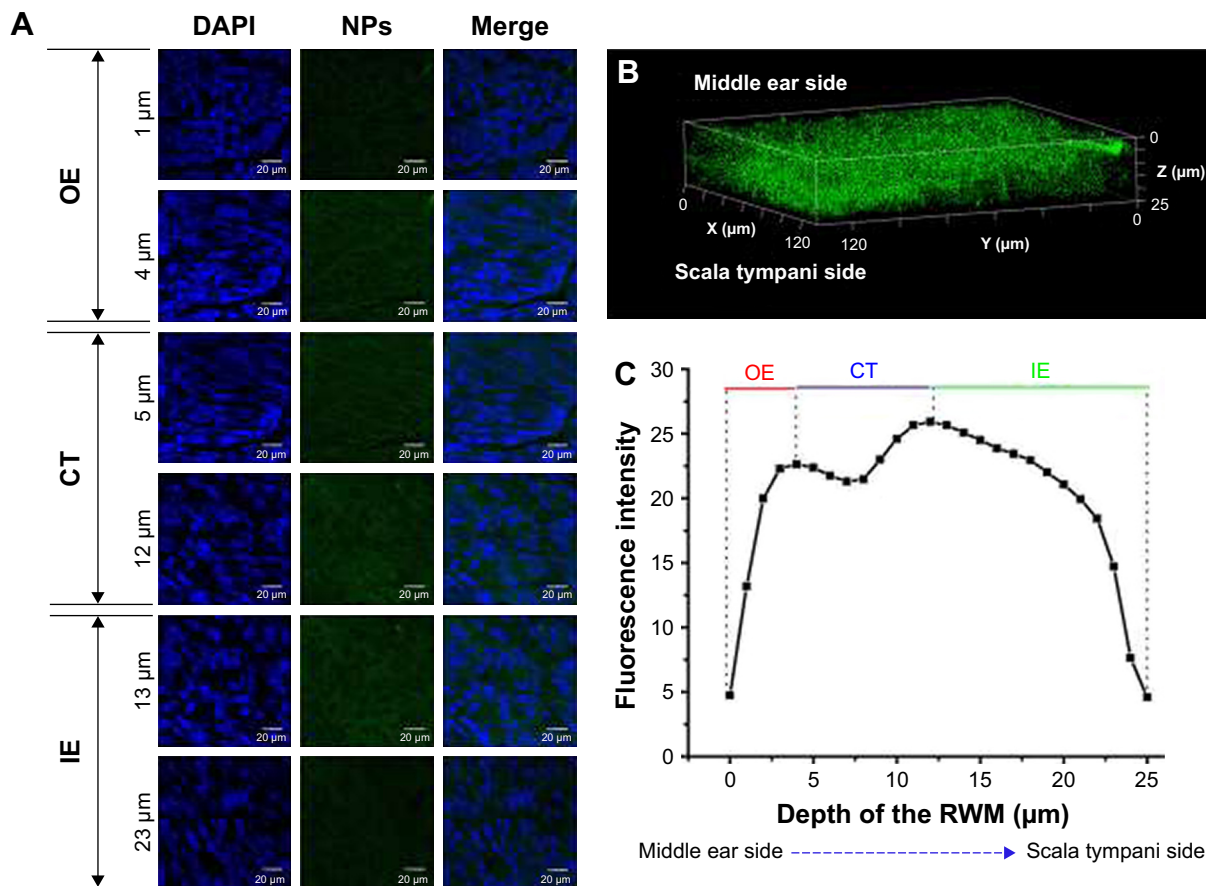 A
DAPI NPs Merge
OE
1 µm
20 µm 20 µm 20 µm
4 µm
20 µm 20 µm 20 µm
CT
5 µm
20 µm 20 µm 20 µm
12 µm
20 µm 20 µm 20 µm
IE
13 µm
20 µm 20 µm 20 µm
23 µm
20 µm 20 µm 20 µm
B
Middle ear side
0
Z (µm)
25
0
0
X (µm)
120
120
Y (µm)
Scala tympani side
C
OE CT IE
Fluorescence intensity
30
25
20
15
10
5
0
0 5 10 15 20 25
Depth of the RWM (µm)
Middle ear side Scala tympani side